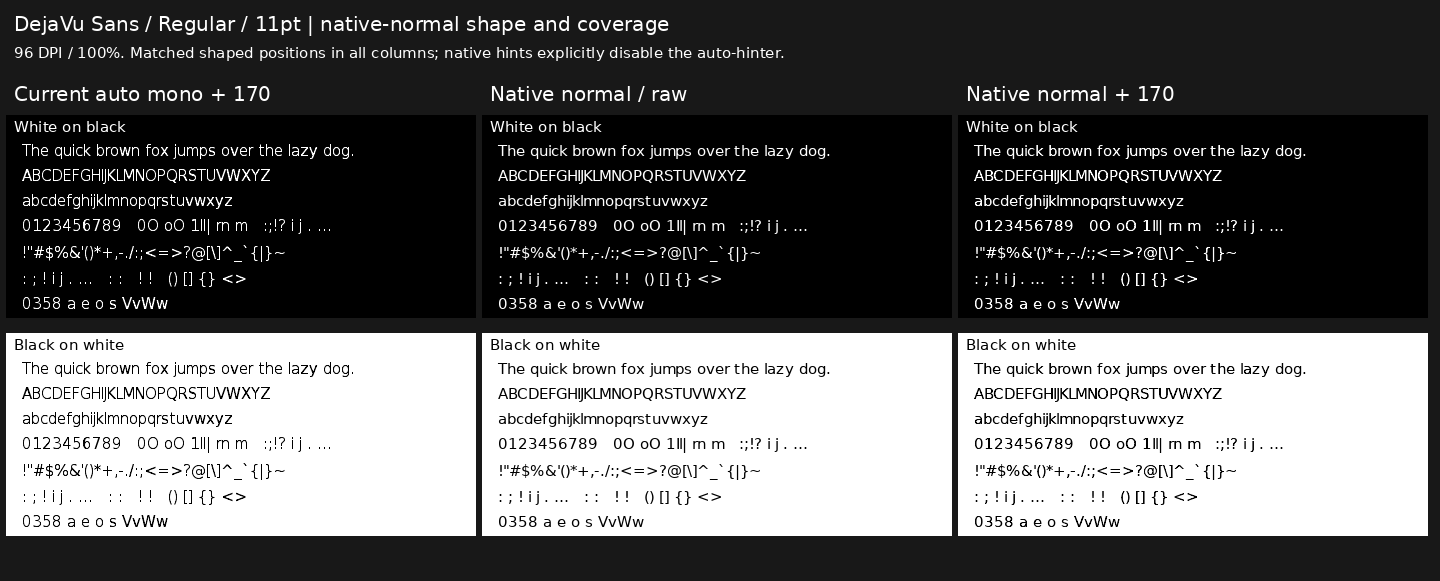 DejaVu Sans / Regular / 11pt | native-normal shape and coverage
96 DPI / 100%. Matched shaped positions in all columns; native hints explicitly disable the auto-hinter.
Current auto mono + 170
White on black
The quick brown fox jumps over the lazy dog.
ABCDEFGHIJKLMNOPQRSTUVWXYZ
abcdefghijklmnopqrstuvwxyz
0123456789 0O oO 1Il| rn m :;!? i j . …
!"#$%&'()*+,-./:;<=>?@[\]^_`{|}~
: ; ! i j . … : : ! ! () [] {} <>
0358 a e o s VvWw
Black on white
The quick brown fox jumps over the lazy dog.
ABCDEFGHIJKLMNOPQRSTUVWXYZ
abcdefghijklmnopqrstuvwxyz
0123456789 0O oO 1Il| rn m :;!? i j . …
!"#$%&'()*+,-./:;<=>?@[\]^_`{|}~
: ; ! i j . … : : ! ! () [] {} <>
0358 a e o s VvWw
Native normal / raw
White on black
The quick brown fox jumps over the lazy dog.
ABCDEFGHIJKLMNOPQRSTUVWXYZ
abcdefghijklmnopqrstuvwxyz
0123456789 0O oO 1Il| rn m :;!? i j . …
!"#$%&'()*+,-./:;<=>?@[\]^_`{|}~
: ; ! i j . … : : ! ! () [] {} <>
0358 a e o s VvWw
Black on white
The quick brown fox jumps over the lazy dog.
ABCDEFGHIJKLMNOPQRSTUVWXYZ
abcdefghijklmnopqrstuvwxyz
0123456789 0O oO 1Il| rn m :;!? i j . …
!"#$%&'()*+,-./:;<=>?@[\]^_`{|}~
: ; ! i j . … : : ! ! () [] {} <>
0358 a e o s VvWw
Native normal + 170
White on black
The quick brown fox jumps over the lazy dog.
ABCDEFGHIJKLMNOPQRSTUVWXYZ
abcdefghijklmnopqrstuvwxyz
0123456789 0O oO 1Il| rn m :;!? i j . …
!"#$%&'()*+,-./:;<=>?@[\]^_`{|}~
: ; ! i j . … : : ! ! () [] {} <>
0358 a e o s VvWw
Black on white
The quick brown fox jumps over the lazy dog.
ABCDEFGHIJKLMNOPQRSTUVWXYZ
abcdefghijklmnopqrstuvwxyz
0123456789 0O oO 1Il| rn m :;!? i j . …
!"#$%&'()*+,-./:;<=>?@[\]^_`{|}~
: ; ! i j . … : : ! ! () [] {} <>
0358 a e o s VvWw